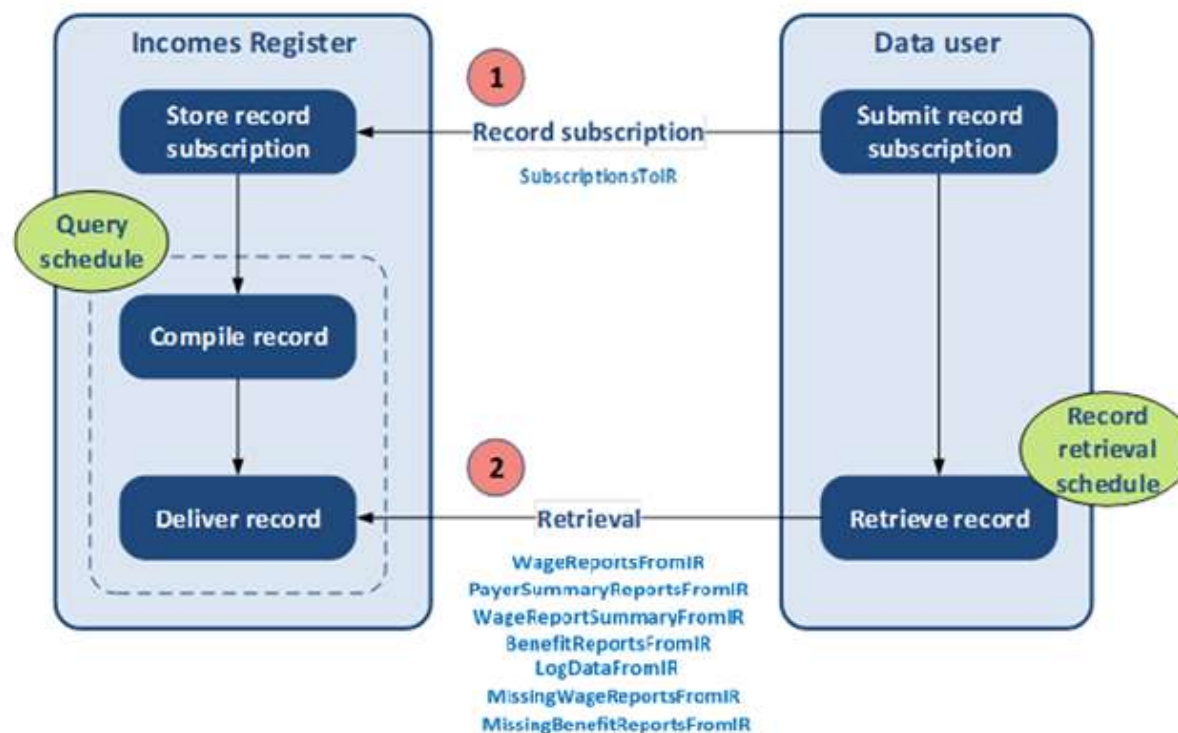 Incomes Register
Data user
1
Store record
subscription
Record subscription
Submit record
subscription
SubscriptionsToIR
Query
schedule
Compile record
Record
retrieval
schedule
2
Deliver record
Retrieval
Retrieve record
WageReportsFromIR
PayerSummaryReportsFromIR
WageReportSummaryFromIR
BenefitReportsFromIR
LogDataFromIR
MissingWageReportsFromIR
MissingBenefitReportsFromIR